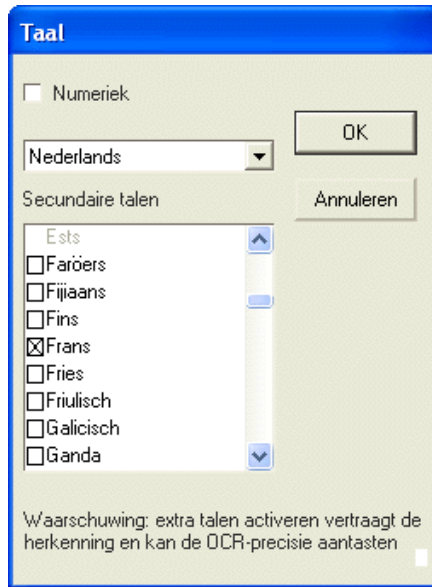 Taal
Numeriek
OK
Nederlands
Secundaire talen
Annuleren
Ests
Faröers
Fijiaans
Fins
Frans
Fries
Friulisch
Galicisch
Ganda
Waarschuwing: extra talen activeren vertraagt de
herkenning en kan de OCR-precisie aantasten